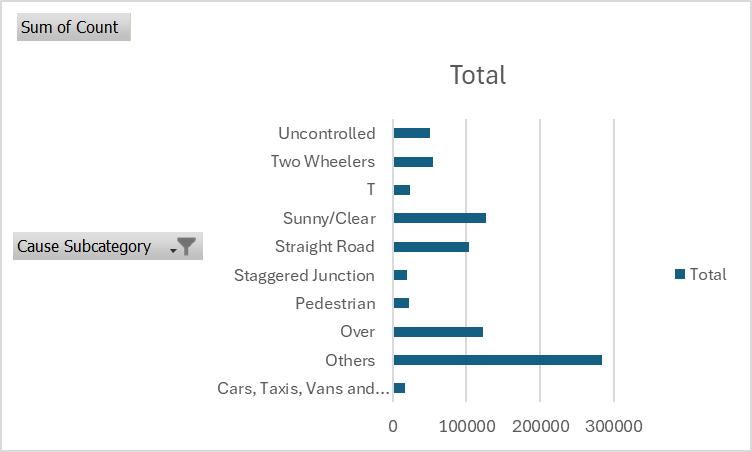 Sum of Count
Total
Uncontrolled
Two Wheelers
T
Sunny/Clear
Cause Subcategory
Straight Road
Staggered Junction
Total
Pedestrian
Over
Others
Cars, Taxis, Vans and...
0 100000 200000 300000